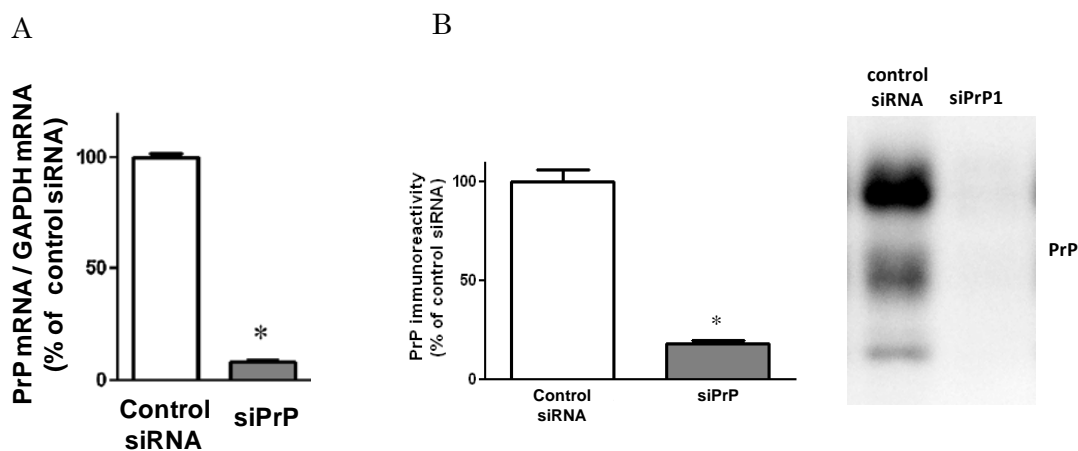 A
PrP mRNA / GAPDH mRNA
(% of control siRNA)
100
50
0
*
Control
siRNA
siPrP
B
PrP immunoreactivity
(% of control siRNA)
100
50
0
*
Control
siRNA
siPrP
control
siRNA
siPrP1
PrP